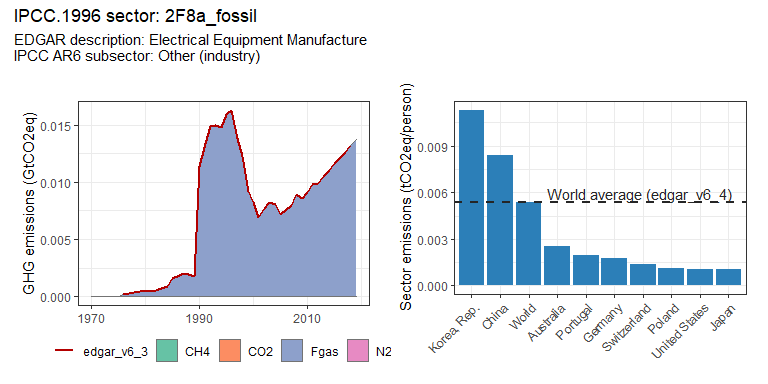 IPCC.1996 sector: 2F8a_fossil
EDGAR description: Electrical Equipment Manufacture
IPCC AR6 subsector: Other (industry)
GHG emissions (GtCO2eq)
0.015
0.010
0.005
0.000
1970
1990
2010
edgar_v6_3
CH4
CO2
Fgas
N2
Sector emissions (tCO2eq/person)
0.009
0.006
0.003
0.000
World average (edgar_v6_4)
Korea, Rep.
China
World
Australia
Portugal
Germany
Switzerland
Poland
United States
Japan